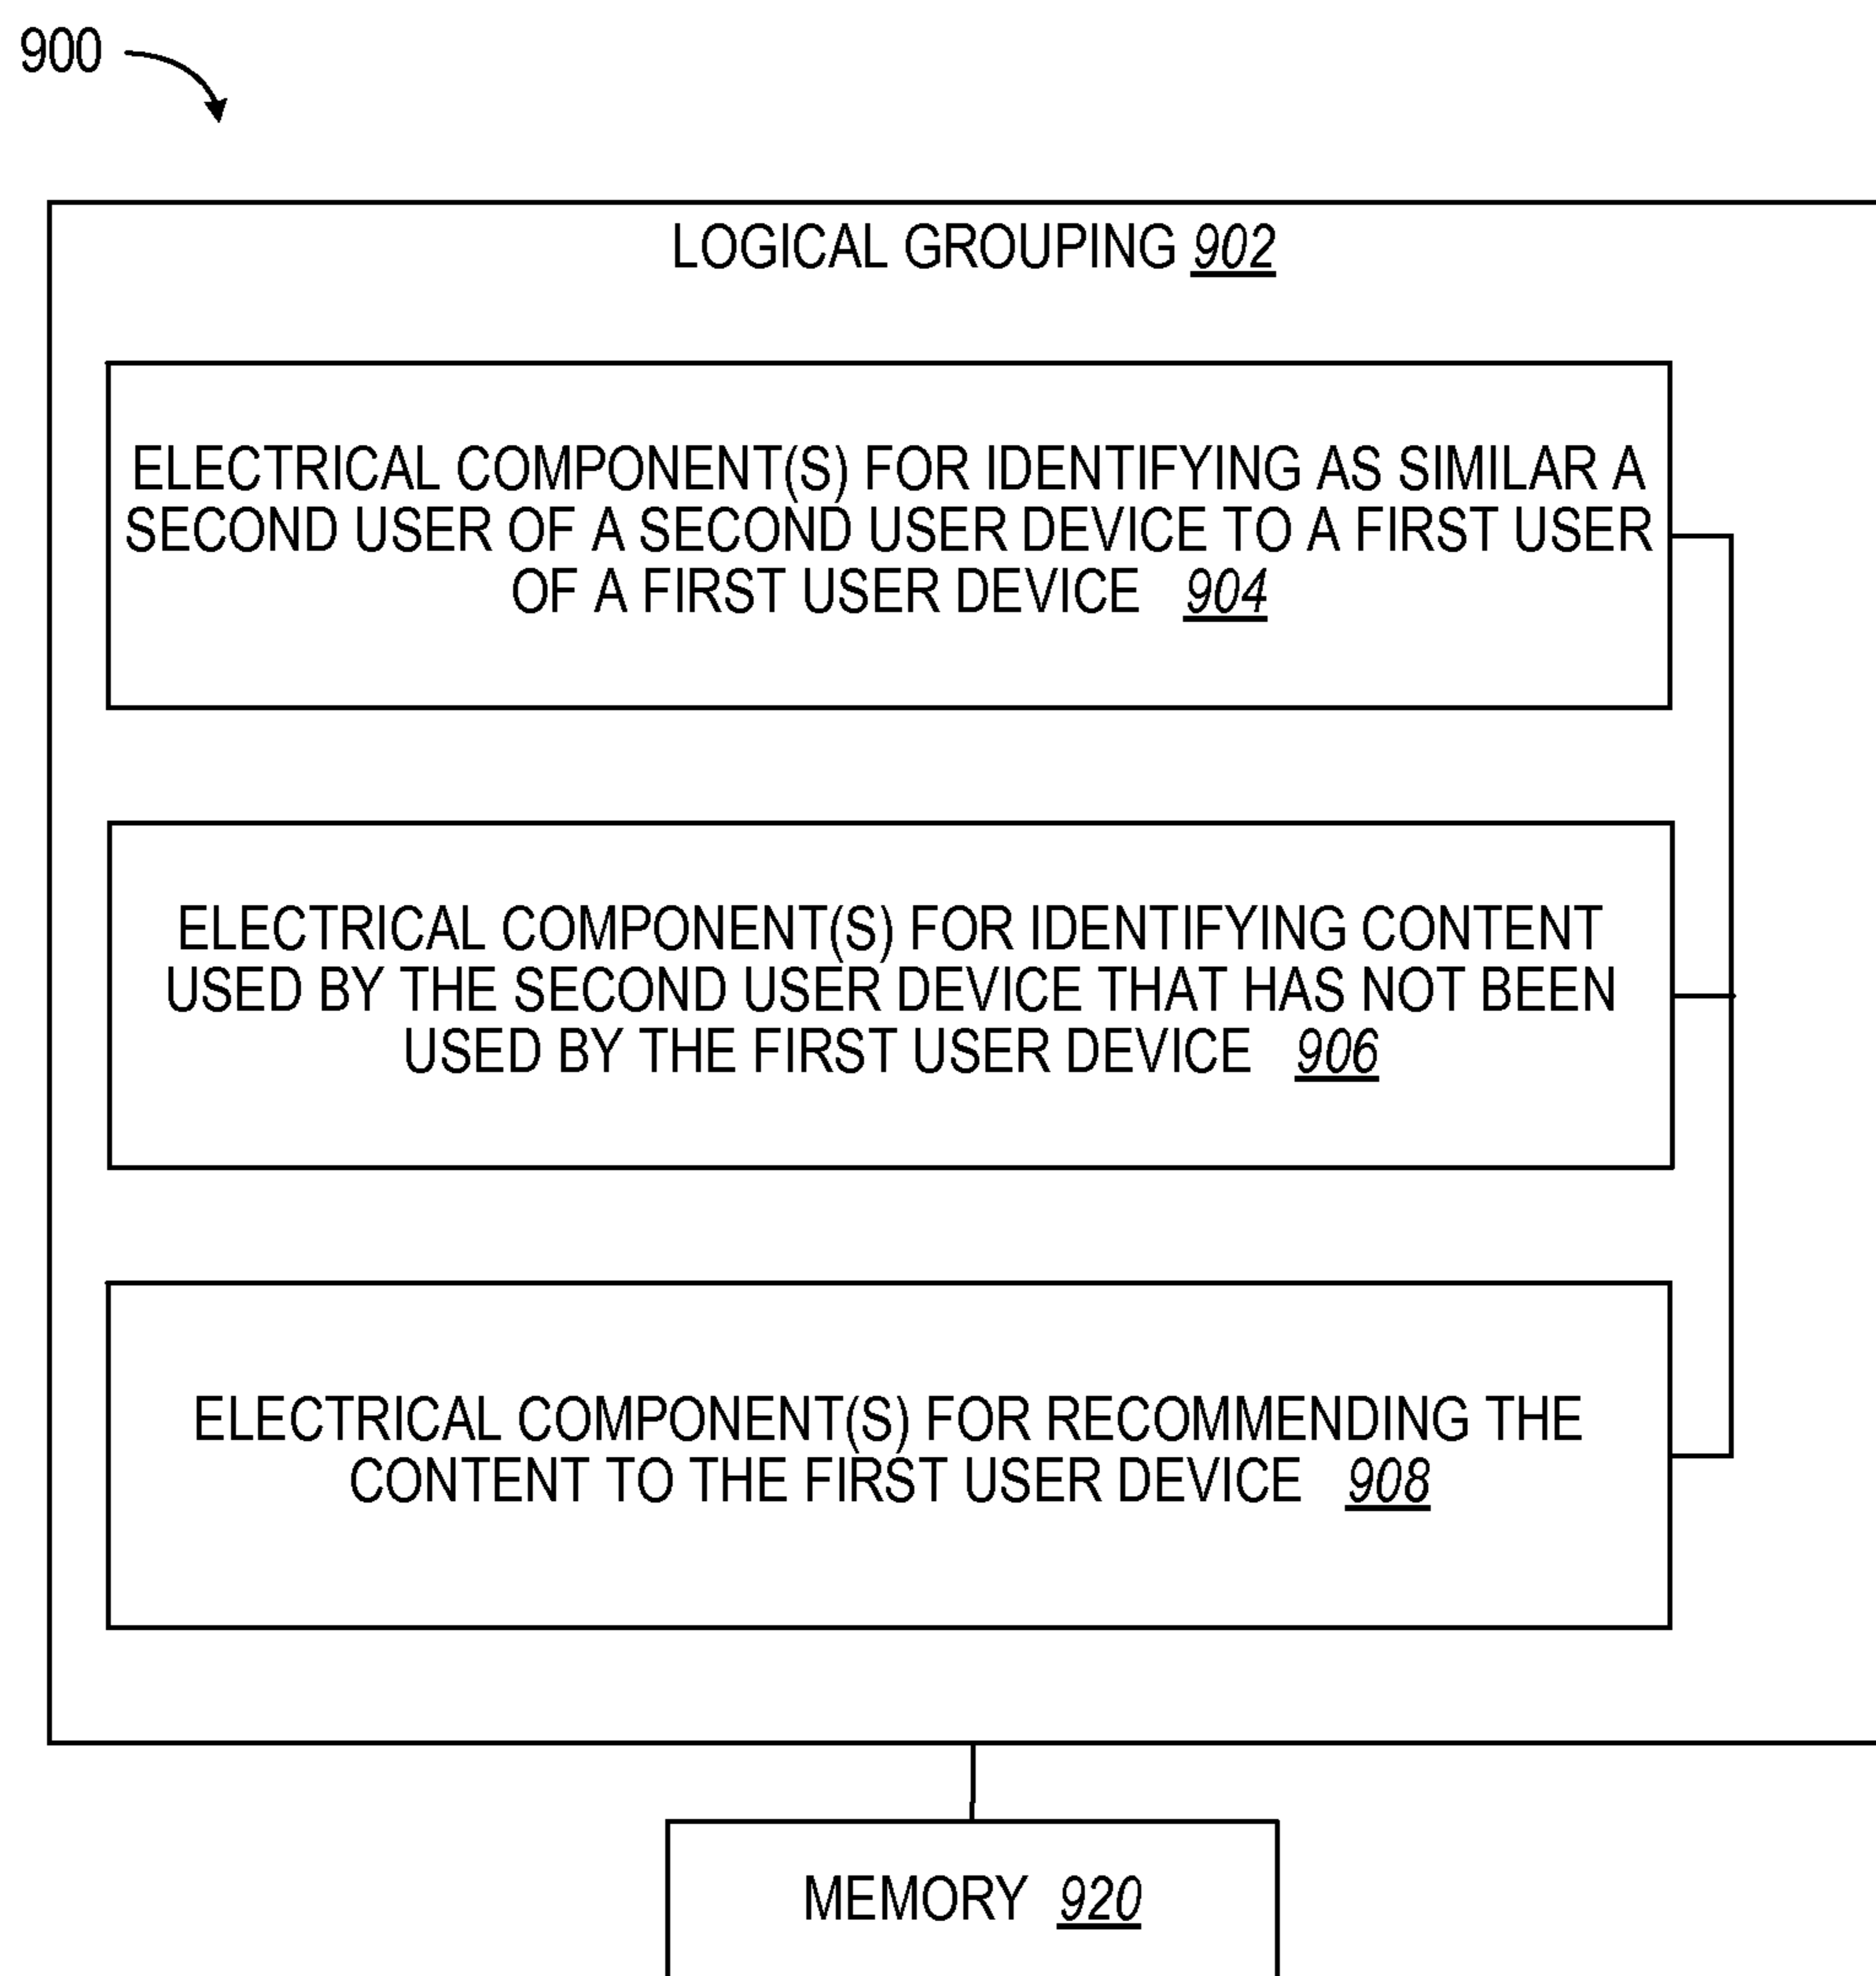 900
LOGICAL GROUPING 902
ELECTRICAL COMPONENT(S) FOR IDENTIFYING AS SIMILAR A
SECOND USER OF A SECOND USER DEVICE TO A FIRST USER
OF A FIRST USER DEVICE 904
ELECTRICAL COMPONENT(S) FOR IDENTIFYING CONTENT
USED BY THE SECOND USER DEVICE THAT HAS NOT BEEN
USED BY THE FIRST USER DEVICE 906
ELECTRICAL COMPONENT(S) FOR RECOMMENDING THE
CONTENT TO THE FIRST USER DEVICE 908
MEMORY 920